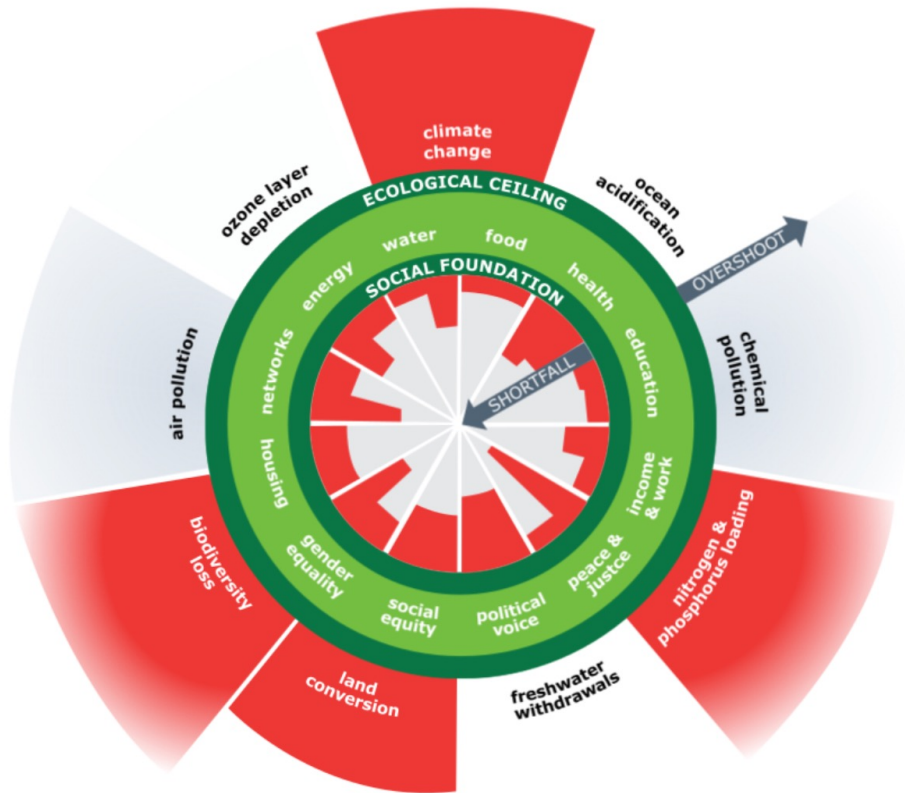 climate
change
ECOLOGICAL CEILING
ocean
acidification
OVERSHOOT
chemical
pollution
nitrogen &
phosphorus loading
freshwater
withdrawals
land
conversion
biodiversity
loss
air pollution
ozone layer
depletion
water
food
health
education
income
& work
peace &
justce
political
voice
social
equity
gender
equality
housing
networks
energy
SOCIAL FOUNDATION
SHORTFALL